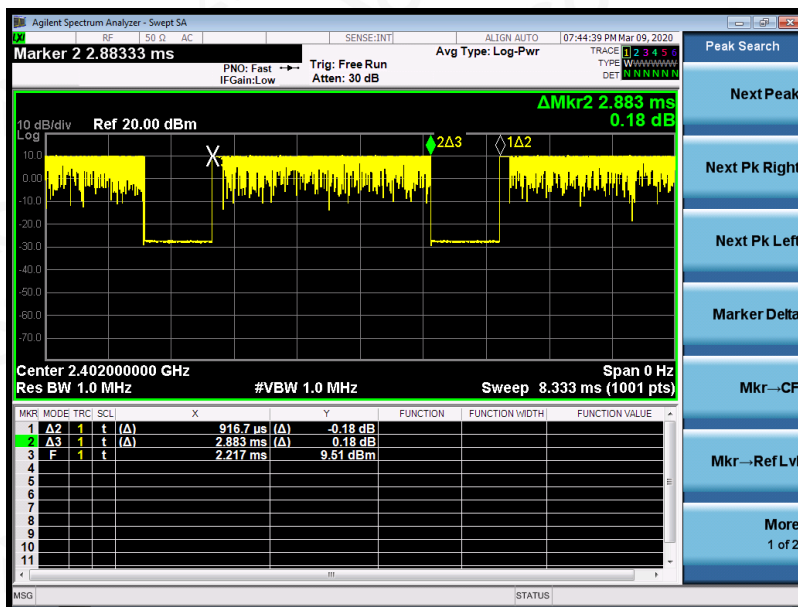 Agilent Spectrum Analyzer - Swept SA
LXI RF 50 Ω AC SENSE:INT ALIGN AUTO 07:44:39 PM Mar 09, 2020
Marker 2 2.88333 ms
PNO: Fast
IFGain:Low
Trig: Free Run
Atten: 30 dB
Avg Type: Log-Pwr
TRACE 1 2 3 4 5 6
TYPE WWWWWW
DET N N N N N N
Peak Search
Next Peak
Next Pk Right
Next Pk Left
Marker Delta
Mkr→CF
Mkr→Ref Lvl
More
1 of 2
ΔMkr2 2.883 ms
0.18 dB
10 dB/div Ref 20.00 dBm
Log
10.0
0.00
-10.0
-20.0
-30.0
-40.0
-50.0
-60.0
-70.0
X
2Δ3
1Δ2
Center 2.402000000 GHz Span 0 Hz
Res BW 1.0 MHz #VBW 1.0 MHz Sweep 8.333 ms (1001 pts)
MKR MODE TRC SCL X Y FUNCTION FUNCTION WIDTH FUNCTION VALUE
1 Δ2 1 t (Δ) 916.7 µs (Δ) -0.18 dB
2 Δ3 1 t (Δ) 2.883 ms (Δ) 0.18 dB
3 F 1 t 2.217 ms 9.51 dBm
4
5
6
7
8
9
10
11
MSG STATUS